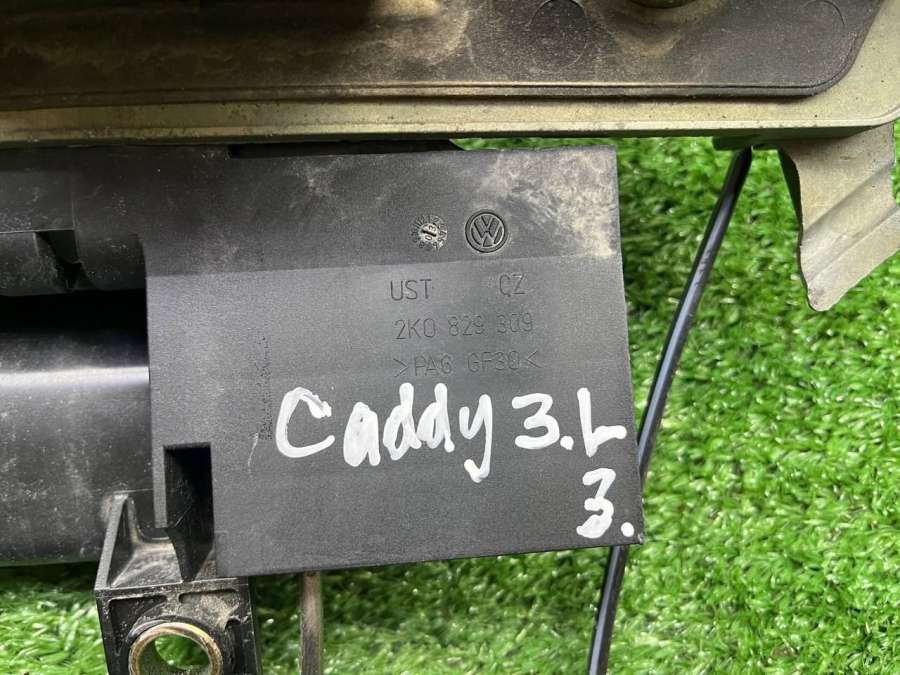 UST CZ
2K0 829 309
>PA6 GF30<
Caddy 3.L
3.